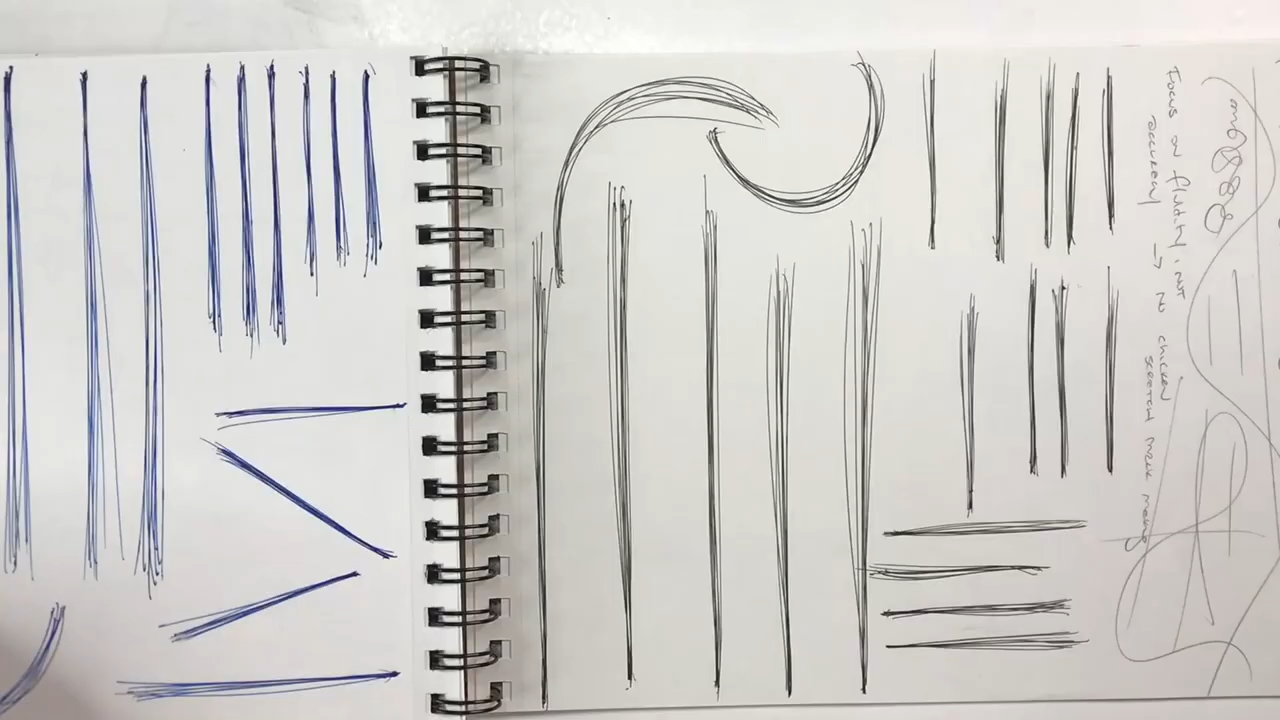 Focus on fluidity, not
accuracy → no chicken
scratch mark making